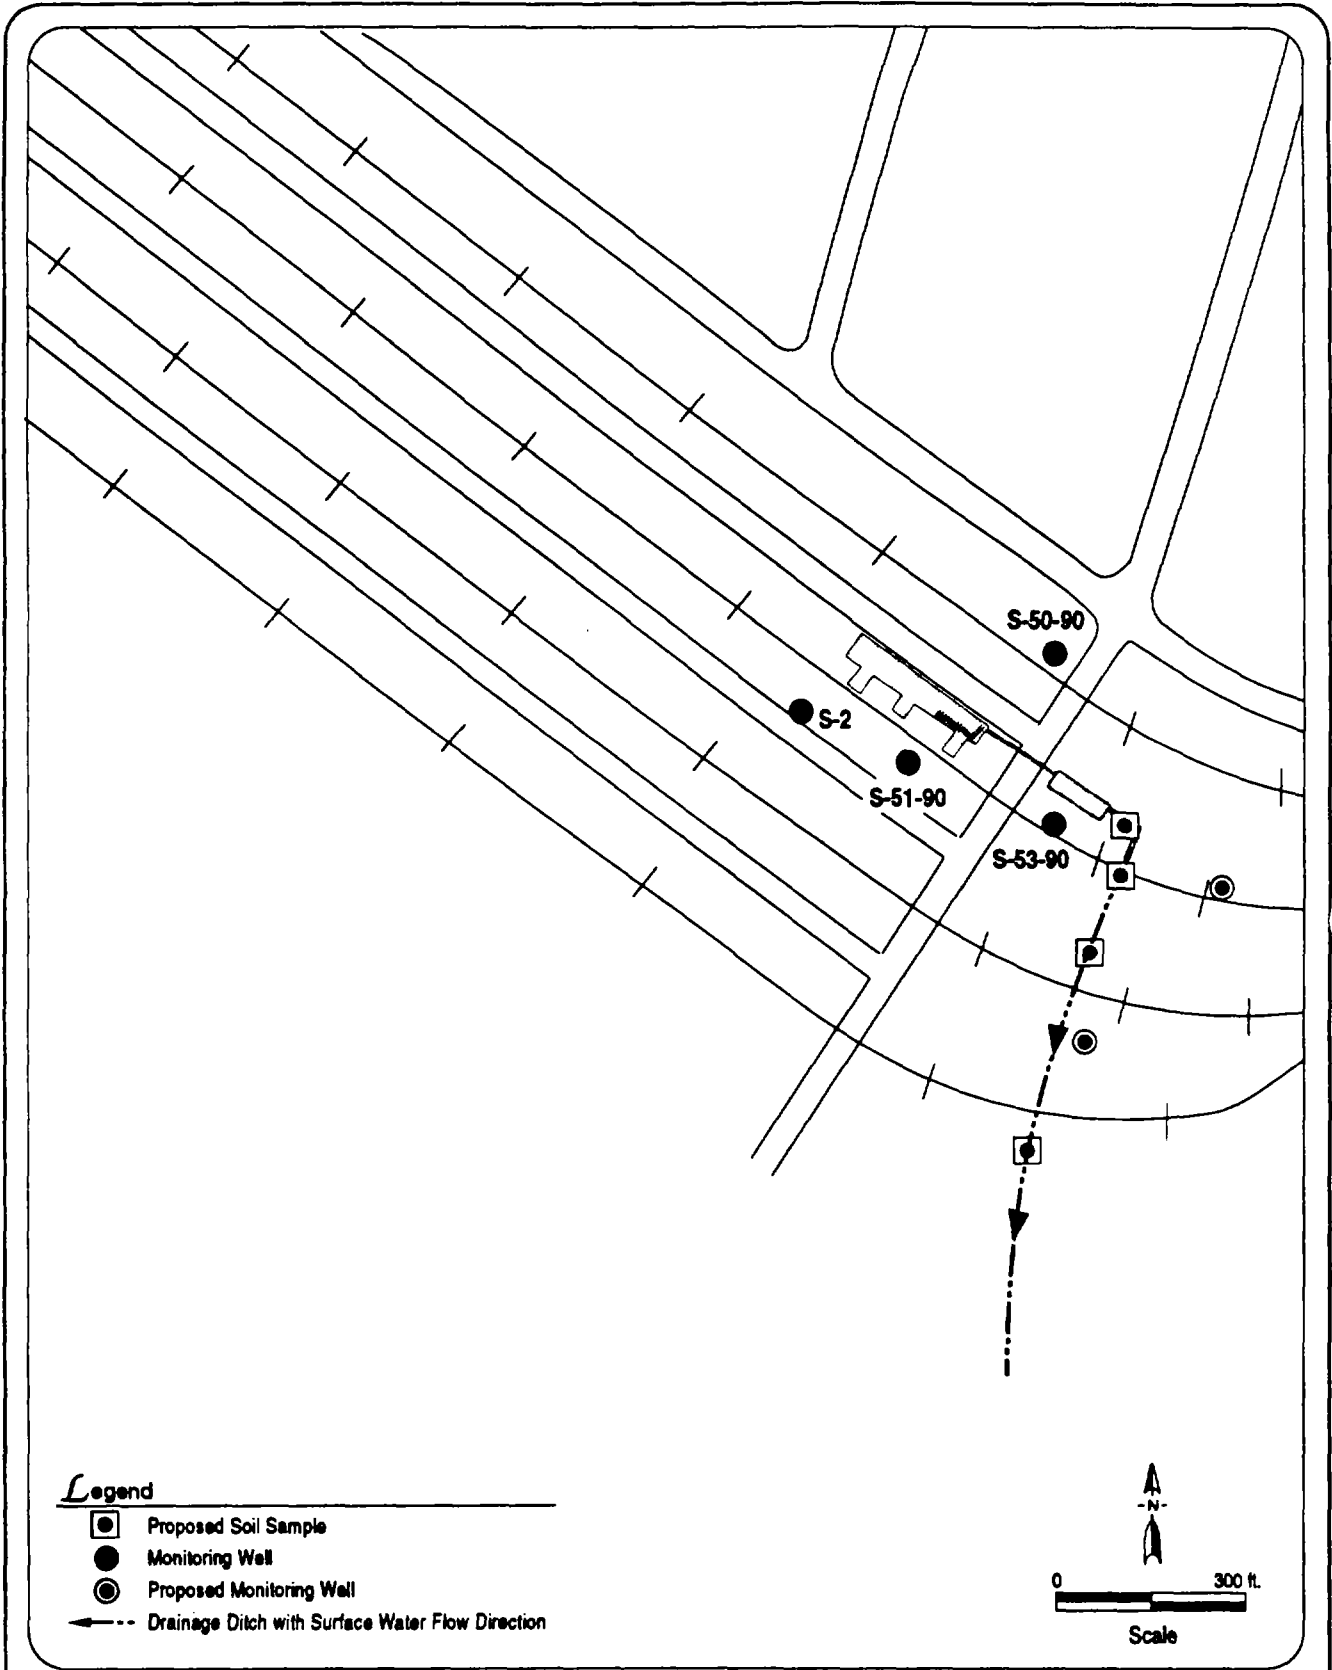 S-50-90
S-2
S-51-90
S-53-90
Legend
Proposed Soil Sample
Monitoring Well
Proposed Monitoring Well
Drainage Ditch with Surface Water Flow Direction
-N-
0 300 ft.
Scale